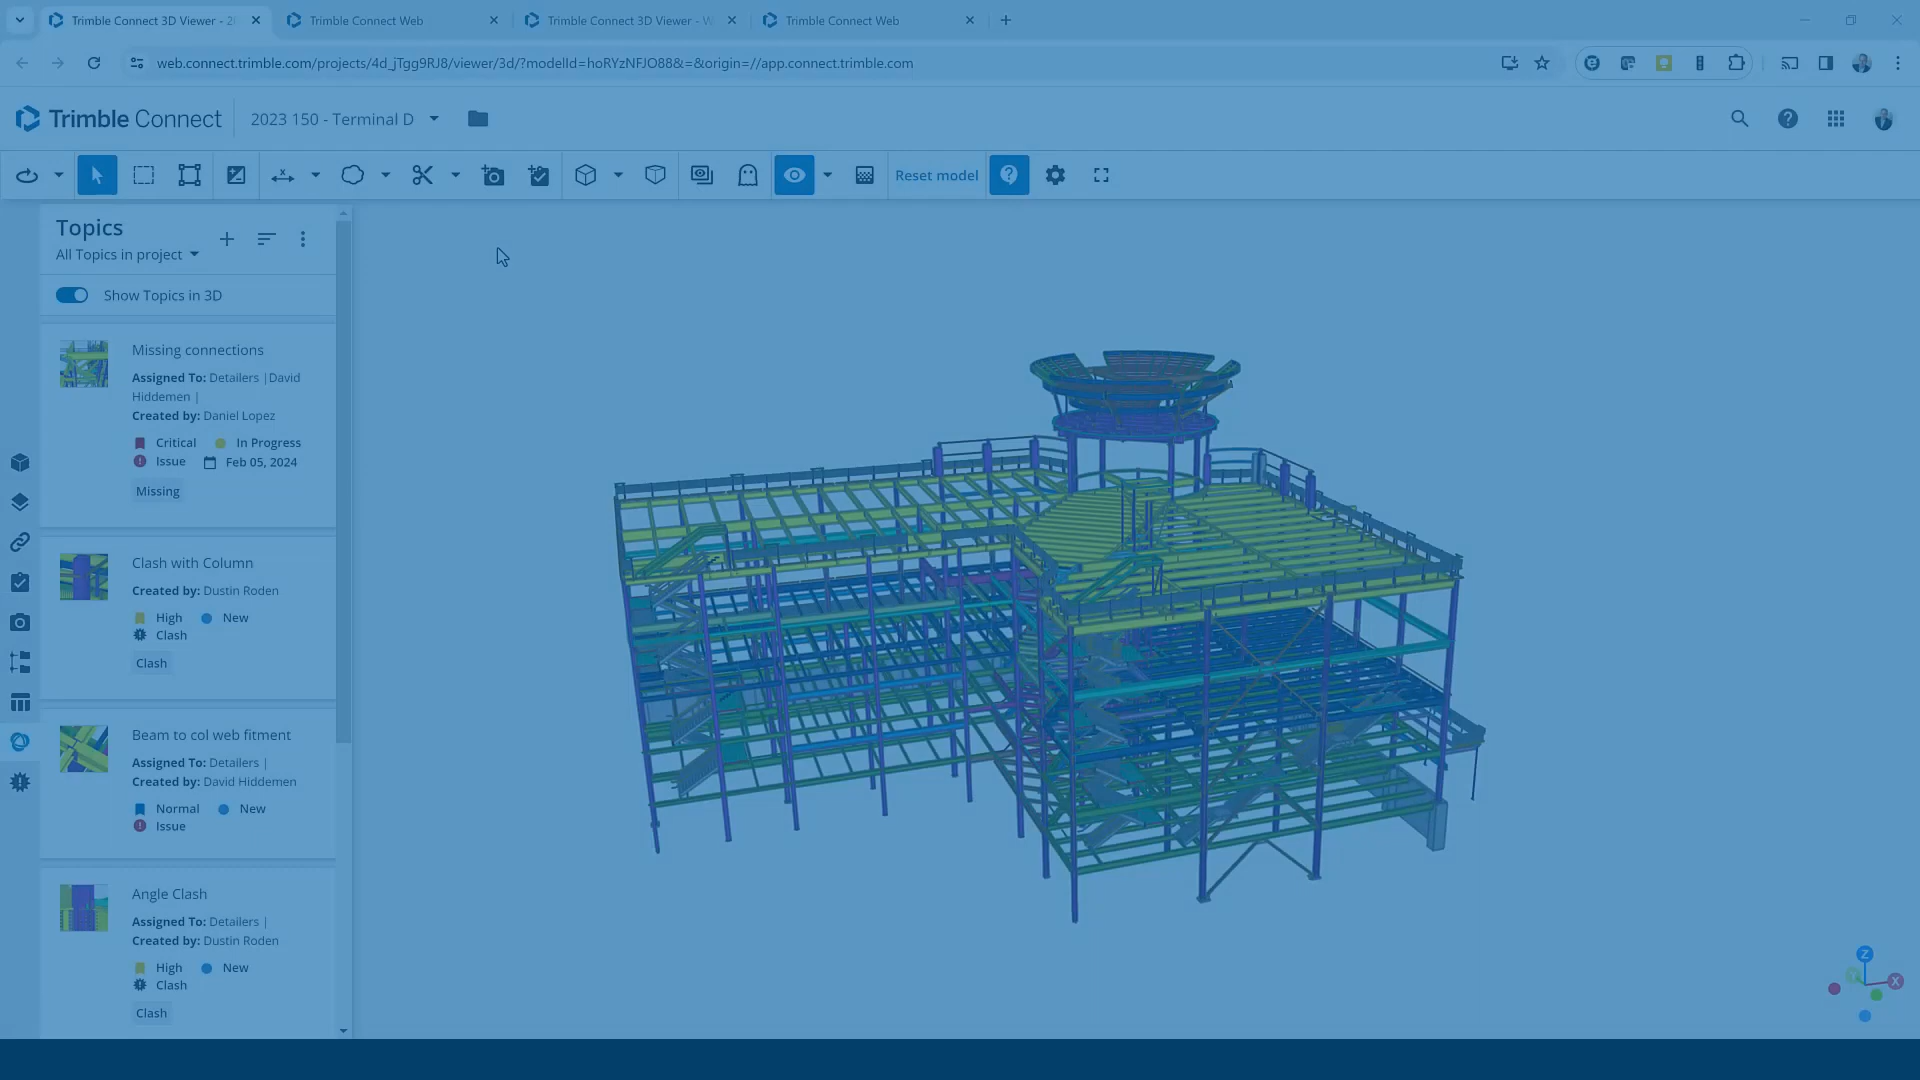 Trimble Connect 3D Viewer - 2
Trimble Connect Web
Trimble Connect 3D Viewer - W
Trimble Connect Web
web.connect.trimble.com/projects/4d_jTgg9RJ8/viewer/3d/?modelId=hoRYzNFJO88&=&origin=//app.connect.trimble.com
Trimble Connect
2023 150 - Terminal D
Reset model
Topics
All Topics in project
Show Topics in 3D
Missing connections
Assigned To: Detailers |David
Hiddemen |
Created by: Daniel Lopez
Critical In Progress
Issue Feb 05, 2024
Missing
Clash with Column
Created by: Dustin Roden
High New
Clash
Clash
Beam to col web fitment
Assigned To: Detailers |
Created by: David Hiddemen
Normal New
Issue
Angle Clash
Assigned To: Detailers |
Created by: Dustin Roden
High New
Clash
Clash
Z
Y
X